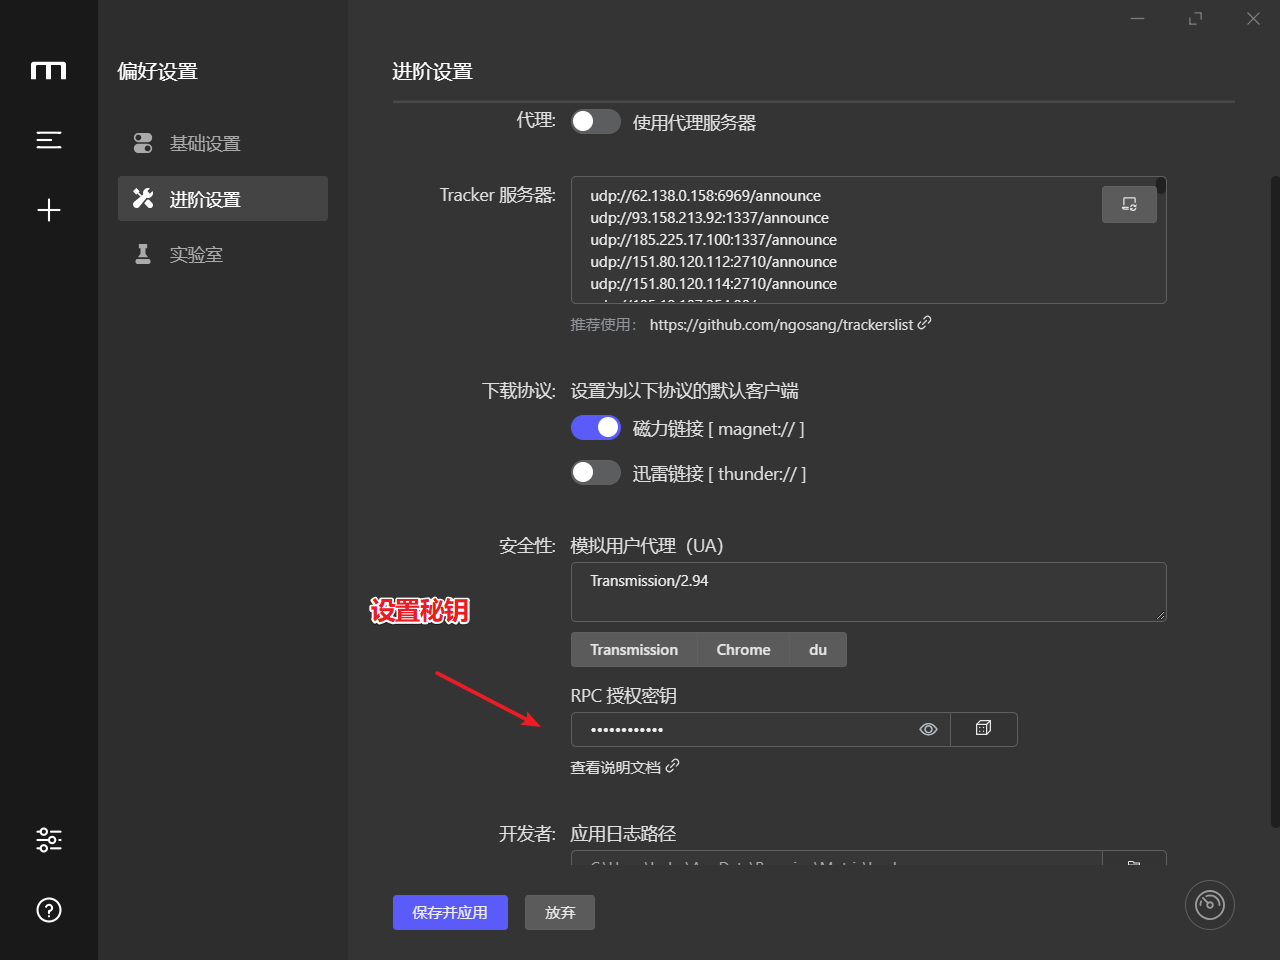 偏好设置
基础设置
进阶设置
实验室
进阶设置
代理:
使用代理服务器
Tracker 服务器:
udp://62.138.0.158:6969/announce
udp://93.158.213.92:1337/announce
udp://185.225.17.100:1337/announce
udp://151.80.120.112:2710/announce
udp://151.80.120.114:2710/announce
推荐使用: https://github.com/ngosang/trackerslist
下载协议: 设置为以下协议的默认客户端
磁力链接 [ magnet:// ]
迅雷链接 [ thunder:// ]
安全性: 模拟用户代理（UA）
Transmission/2.94
设置秘钥
Transmission Chrome du
RPC 授权密钥
••••••••••••
查看说明文档
开发者: 应用日志路径
保存并应用 放弃